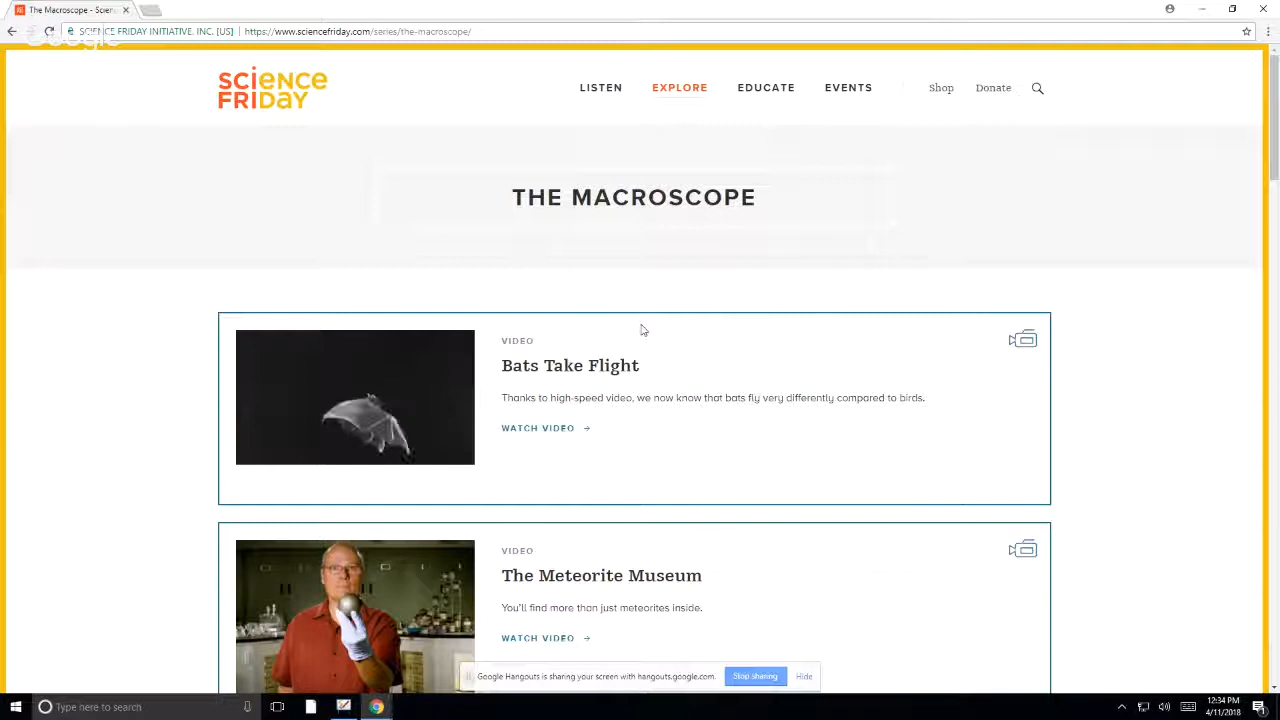 The Macroscope - Science
SCIENCE FRIDAY INITIATIVE, INC. [US] https://www.sciencefriday.com/series/the-macroscope/
Google
science
FRIDAY
LISTEN EXPLORE EDUCATE EVENTS Shop Donate
THE MACROSCOPE
VIDEO
Bats Take Flight
Thanks to high-speed video, we now know that bats fly very differently compared to birds.
WATCH VIDEO →
VIDEO
The Meteorite Museum
You'll find more than just meteorites inside.
WATCH VIDEO →
Google Hangouts is sharing your screen with hangouts.google.com. Stop sharing Hide
Type here to search
12:34 PM
4/11/2018